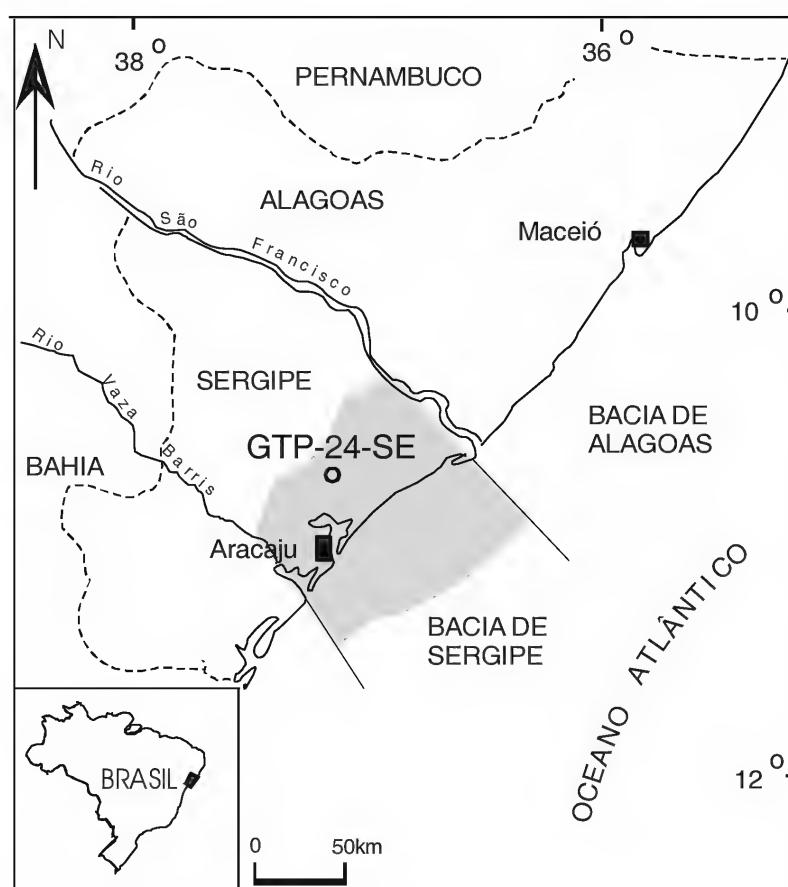 N
38 o
36 o
PERNAMBUCO
Rio São Francisco
ALAGOAS
Maceió
10 o
Rio Vaza Barris
SERGIPE
BACIA DE
ALAGOAS
GTP-24-SE
BAHIA
Aracaju
BACIA DE
SERGIPE
OCEANO ATLÂNTICO
12 o
BRASIL
0 50km